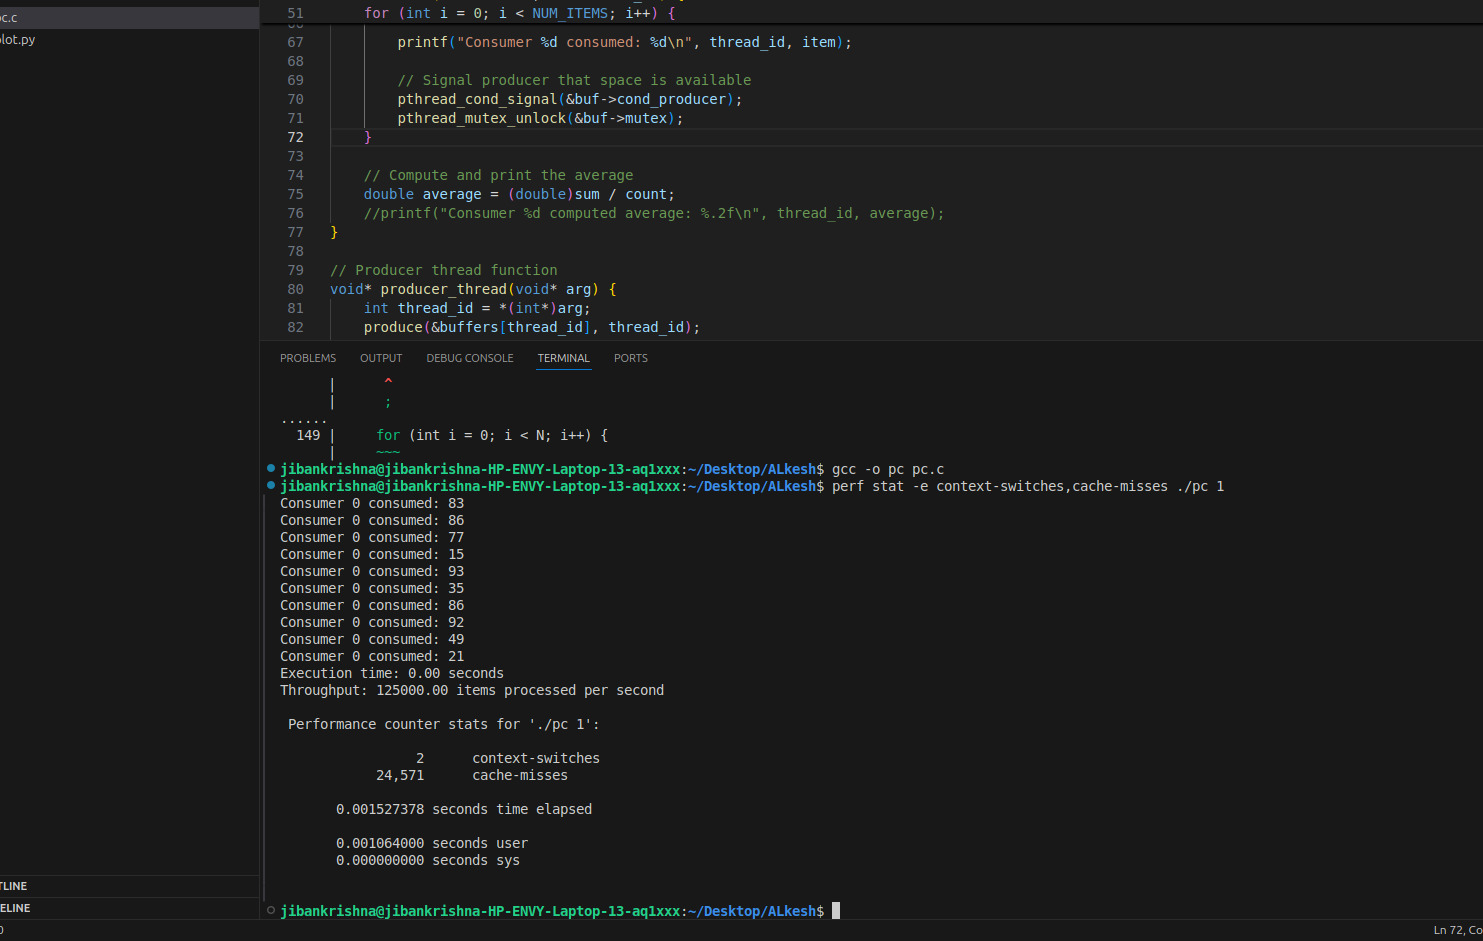 oc.c
lot.py
TLINE
ELINE
0
51 for (int i = 0; i < NUM_ITEMS; i++) {
67 printf("Consumer %d consumed: %d\n", thread_id, item);
68
69 // Signal producer that space is available
70 pthread_cond_signal(&buf->cond_producer);
71 pthread_mutex_unlock(&buf->mutex);
72 }
73
74 // Compute and print the average
75 double average = (double)sum / count;
76 //printf("Consumer %d computed average: %.2f\n", thread_id, average);
77 }
78
79 // Producer thread function
80 void* producer_thread(void* arg) {
81 int thread_id = *(int*)arg;
82 produce(&buffers[thread_id], thread_id);
PROBLEMS OUTPUT DEBUG CONSOLE TERMINAL PORTS
| ^
| ;
......
149 | for (int i = 0; i < N; i++) {
| ~~~
jibankrishna@jibankrishna-HP-ENVY-Laptop-13-aq1xxx:~/Desktop/ALkesh$ gcc -o pc pc.c
jibankrishna@jibankrishna-HP-ENVY-Laptop-13-aq1xxx:~/Desktop/ALkesh$ perf stat -e context-switches,cache-misses ./pc 1
Consumer 0 consumed: 83
Consumer 0 consumed: 86
Consumer 0 consumed: 77
Consumer 0 consumed: 15
Consumer 0 consumed: 93
Consumer 0 consumed: 35
Consumer 0 consumed: 86
Consumer 0 consumed: 92
Consumer 0 consumed: 49
Consumer 0 consumed: 21
Execution time: 0.00 seconds
Throughput: 125000.00 items processed per second
Performance counter stats for './pc 1':
2 context-switches
24,571 cache-misses
0.001527378 seconds time elapsed
0.001064000 seconds user
0.000000000 seconds sys
jibankrishna@jibankrishna-HP-ENVY-Laptop-13-aq1xxx:~/Desktop/ALkesh$
Ln 72, Co